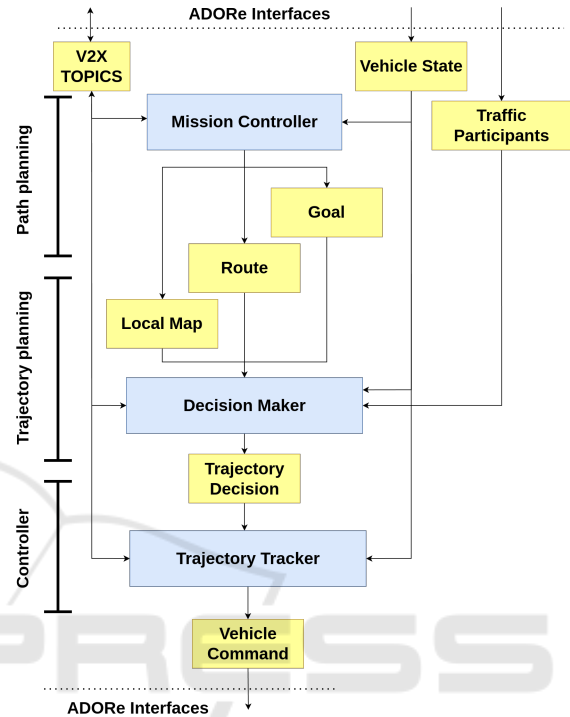 ADORe Interfaces
V2X
TOPICS
Vehicle State
Traffic
Participants
Mission Controller
Path planning
Goal
Route
Local Map
Trajectory planning
Decision Maker
Trajectory
Decision
Controller
Trajectory Tracker
PRESS
Vehicle
Command
ADORe Interfaces